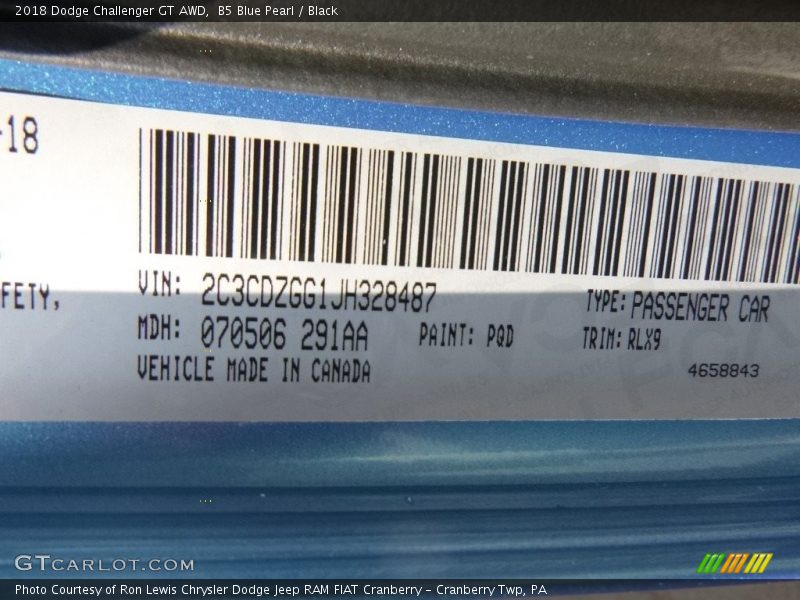 2018 Dodge Challenger GT AWD, B5 Blue Pearl / Black
-18
FETY,
VIN: 2C3CDZGG1JH328487
TYPE: PASSENGER CAR
MDH: 070506 291AA
PAINT: PQD
TRIM: RLX9
VEHICLE MADE IN CANADA
4658843
GTCARLOT.COM
Photo Courtesy of Ron Lewis Chrysler Dodge Jeep RAM FIAT Cranberry - Cranberry Twp, PA